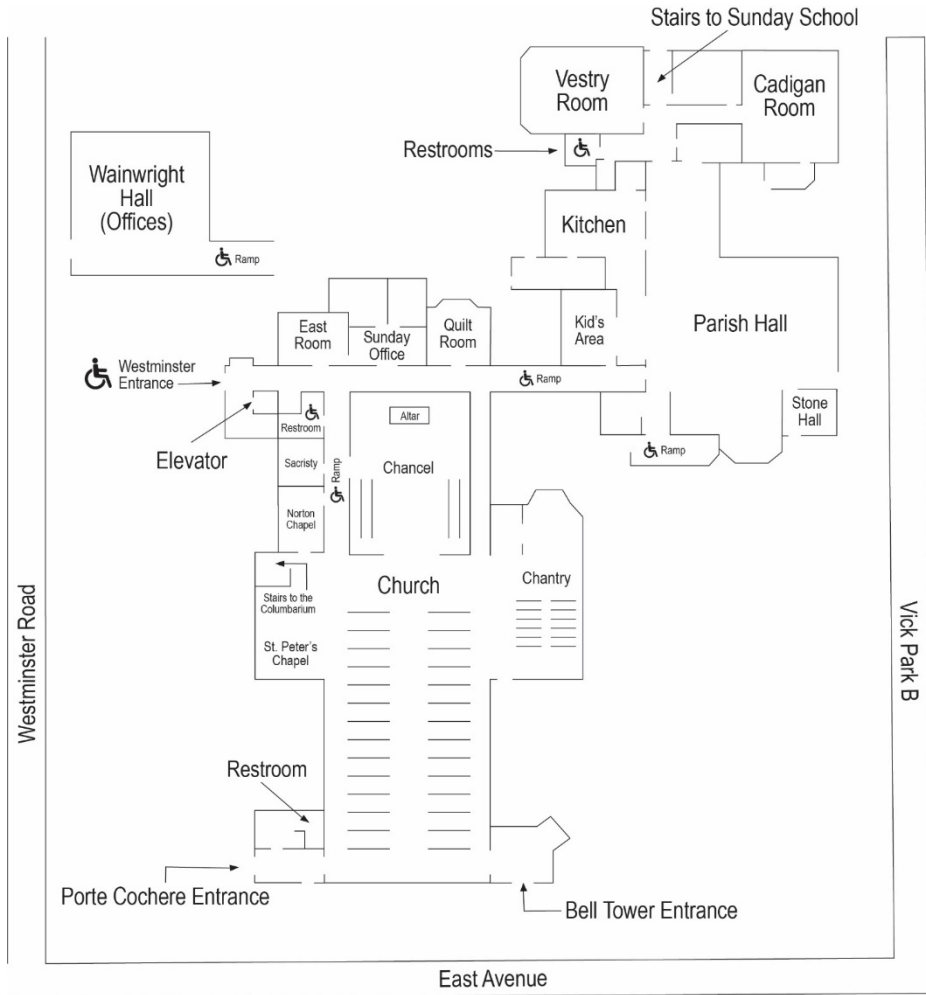 Stairs to Sunday School
Vestry
Room
Cadigan
Room
Restrooms
Wainwright
Hall
(Offices)
Ramp
Kitchen
East
Room
Sunday
Office
Quilt
Room
Kid's
Area
Parish Hall
Westminster
Entrance
Ramp
Stone
Hall
Restroom
Altar
Elevator
Sacristy
Ramp
Chancel
Ramp
Norton
Chapel
Church
Chantry
Stairs to the
Columbarium
St. Peter's
Chapel
Westminster Road
Vick Park B
Restroom
Porte Cochere Entrance
Bell Tower Entrance
East Avenue